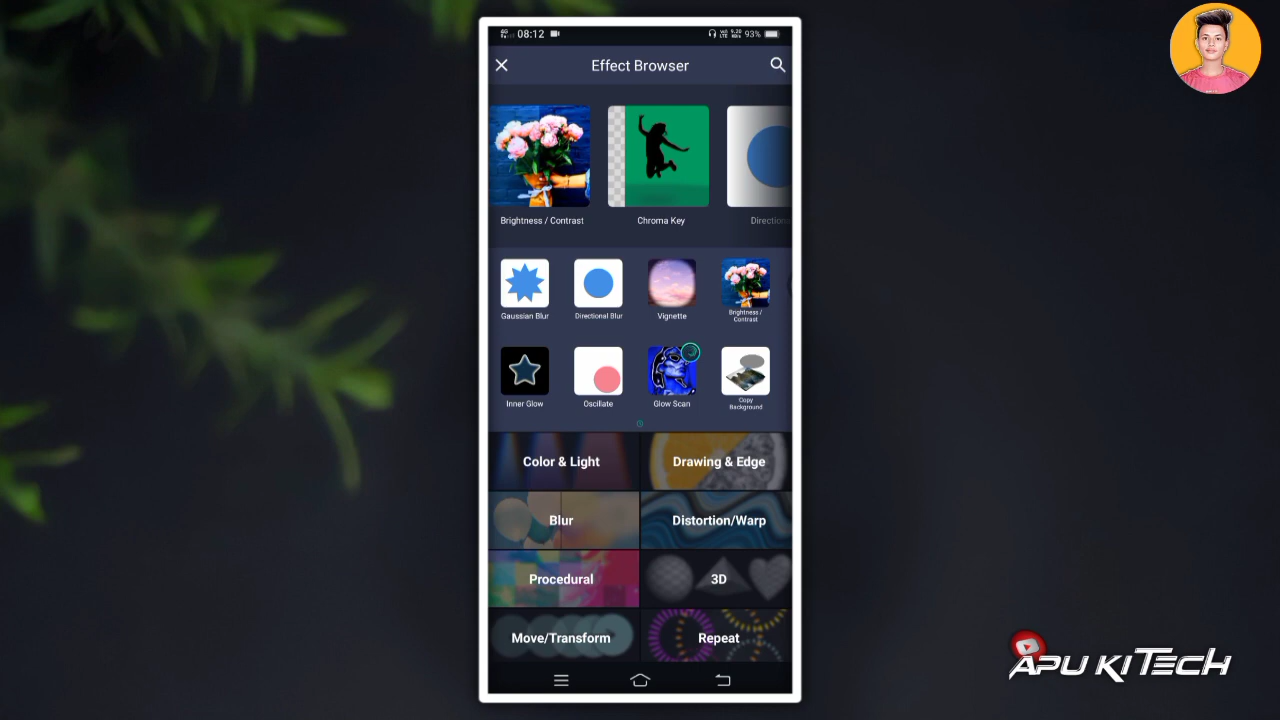 08:12
93%
Effect Browser
Brightness / Contrast
Chroma Key
Direction
Gaussian Blur
Directional Blur
Vignette
Brightness /
Contrast
Inner Glow
Oscillate
Glow Scan
Copy
Background
Color & Light
Drawing & Edge
Blur
Distortion/Warp
Procedural
3D
Move/Transform
Repeat
APU KI TECH